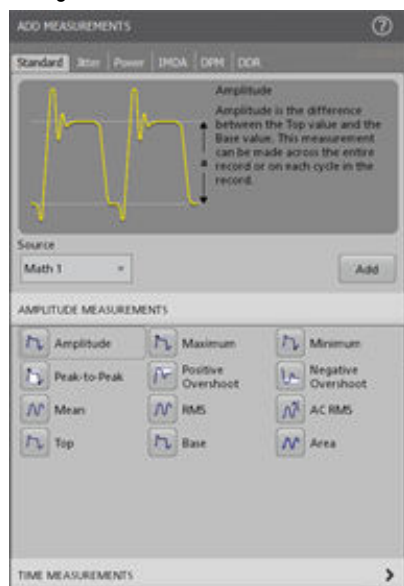 ADD MEASUREMENTS
Standard Jitter Power IMDA DPM DDR
Amplitude
Amplitude is the difference
between the Top value and the
Base value. This measurement
can be made across the entire
record or on each cycle in the
record.
a
Source
Math 1
Add
AMPLITUDE MEASUREMENTS
Amplitude Maximum Minimum
Peak-to-Peak Positive Overshoot Negative Overshoot
Mean RMS AC RMS
Top Base Area
TIME MEASUREMENTS